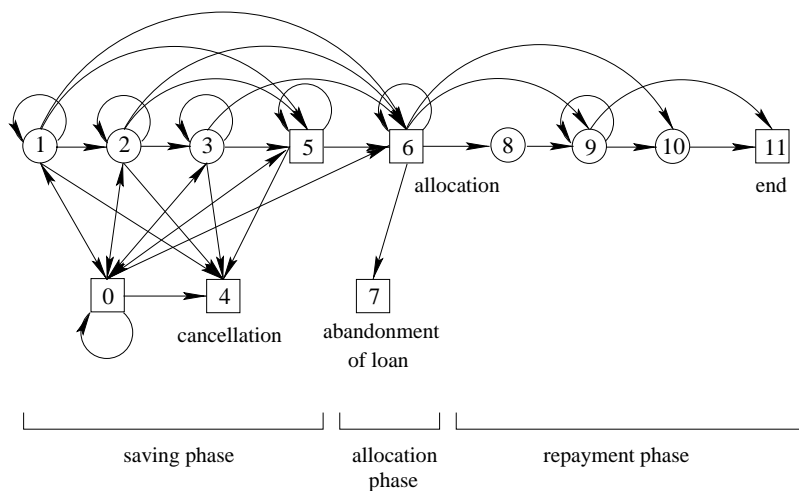 1 2 3 5 6 8 9 10 11
allocation end
0 4 7
cancellation abandonment
of loan
saving phase allocation repayment phase
phase